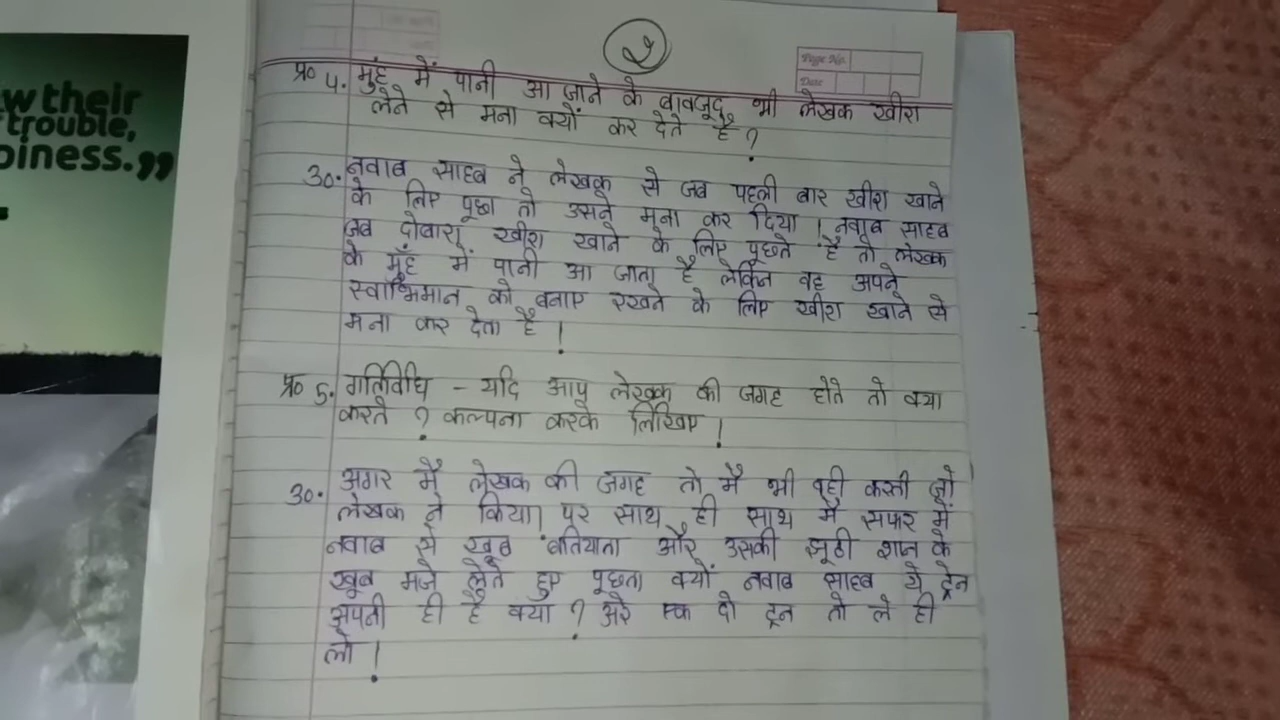 w their
trouble,
piness.”
२
Page No.
Date
प्र० 4. मुंह में पानी आ जाने के बावजूद भी लेखक खीरा
लेने से मना क्यों कर देते है ?
उ०. नवाब साहब ने लेखक से जब पहली बार खीरा खाने
के लिए पूछा तो उसने मना कर दिया ! नवाब साहब
जब दोबारा खीरा खाने के लिए पूछते है तो लेखक
के मुँह में पानी आ जाता है लेकिन वह अपने
स्वाभिमान को बनाए रखने के लिए खीरा खाने से
मना कर देता है !
प्र० 5. गतिविधि - यदि आप लेखक की जगह होते तो क्या
करते ? कल्पना करके लिखिए !
उ०. अगर मैं लेखक की जगह तो मैं भी वही करती जो
लेखक ने किया। पर साथ ही साथ मैं सफर में
नवाब से खूब बतियाता और उसकी झूठी शान के
खूब मजे लेते हुए पूछता क्यों नवाब साहब ये ट्रेन
अपनी ही है क्या ? अरे एक दो ट्रन तो ले ही
लो !